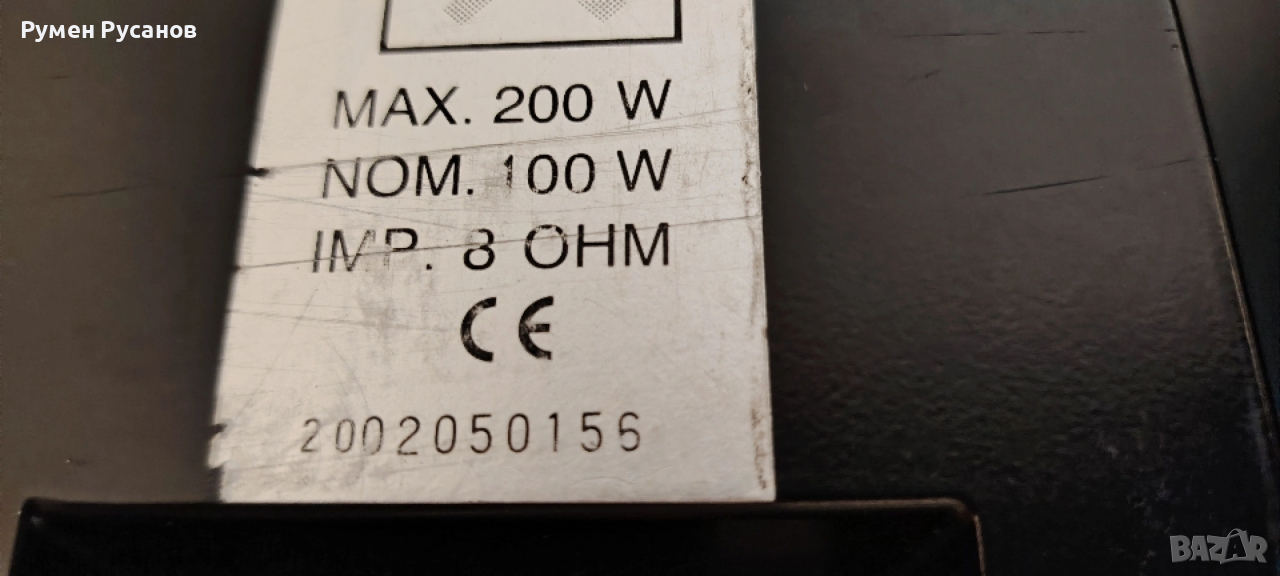 Румен Русанов
MAX. 200 W
NOM. 100 W
IMP. 8 OHM
CE
2002050156
BAZAR